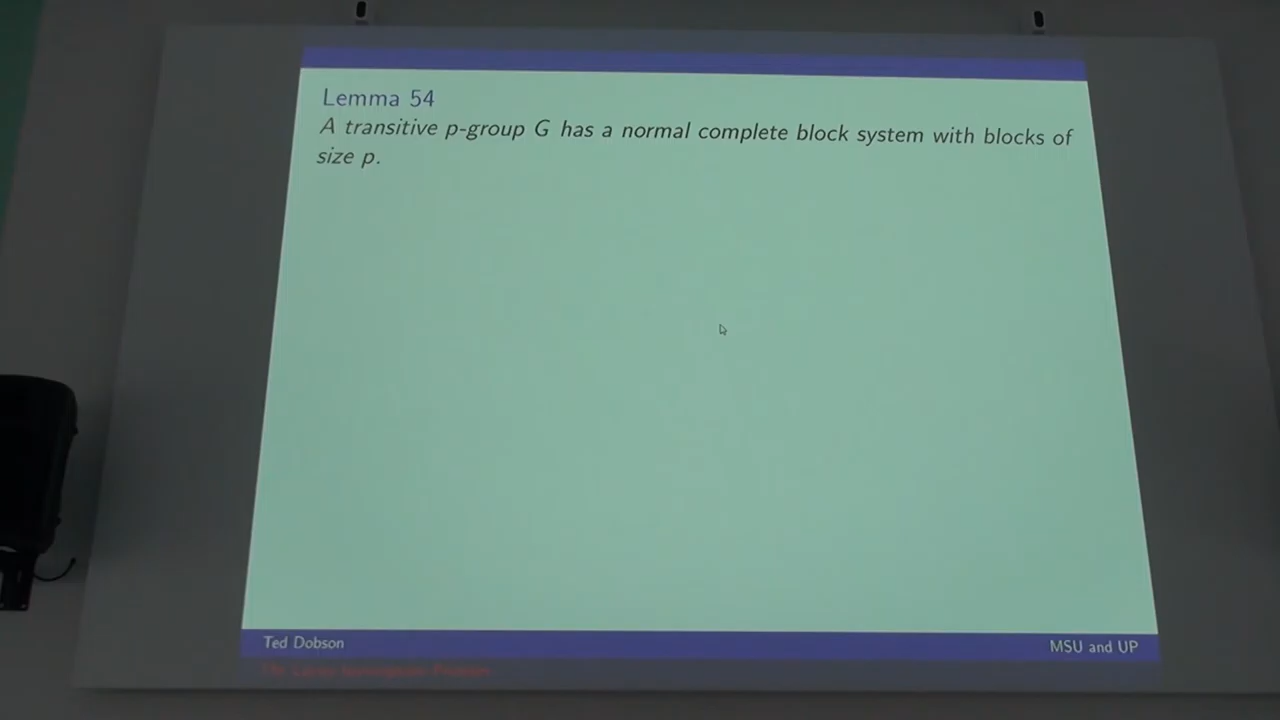 Lemma 54
A transitive p-group G has a normal complete block system with blocks of
size p.
Ted Dobson
MSU and UP